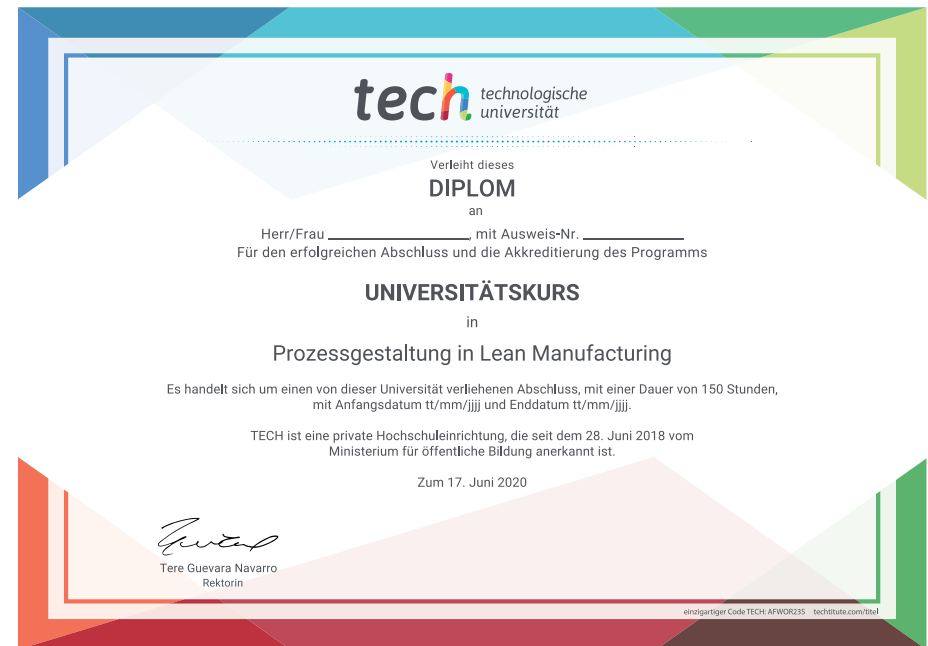 tech technologische
universität
Verleiht dieses
DIPLOM
an
Herr/Frau ____________________, mit Ausweis-Nr. ______________
Für den erfolgreichen Abschluss und die Akkreditierung des Programms
UNIVERSITÄTSKURS
in
Prozessgestaltung in Lean Manufacturing
Es handelt sich um einen von dieser Universität verliehenen Abschluss, mit einer Dauer von 150 Stunden,
mit Anfangsdatum tt/mm/jjjj und Enddatum tt/mm/jjjj.
TECH ist eine private Hochschuleinrichtung, die seit dem 28. Juni 2018 vom
Ministerium für öffentliche Bildung anerkannt ist.
Zum 17. Juni 2020
Tere Guevara Navarro
Rektorin
einzigartiger Code TECH: AFWOR23S techtitute.com/titel